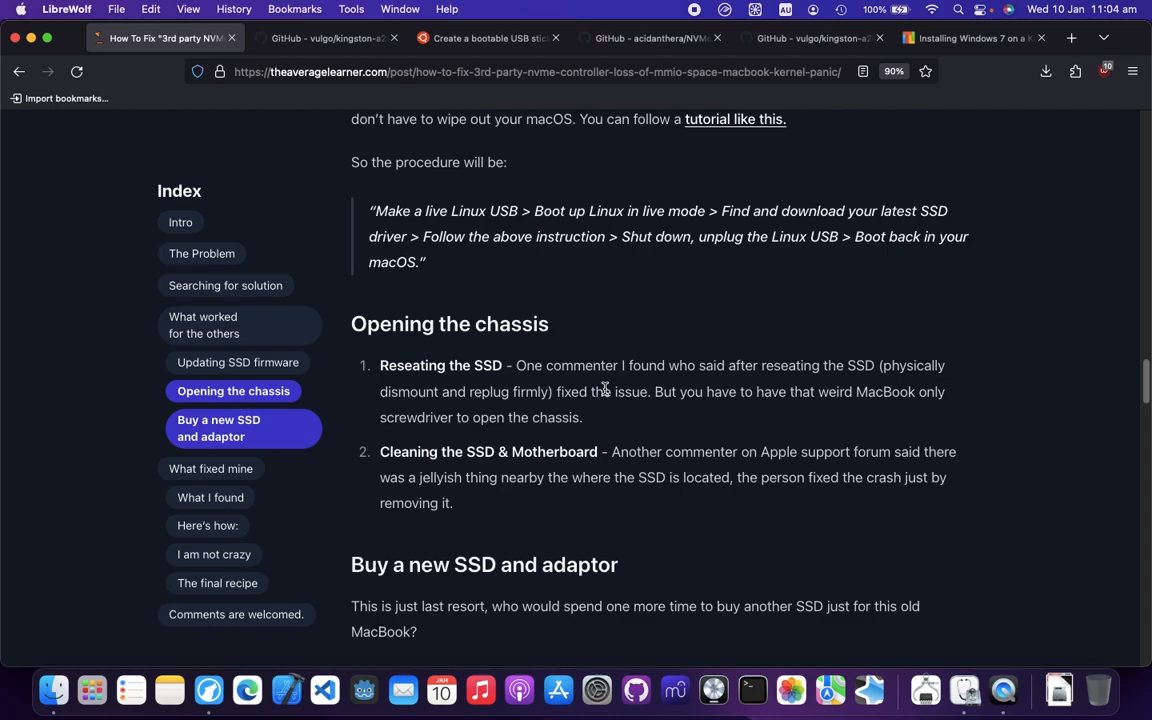 LibreWolf File Edit View History Bookmarks Tools Window Help AU 100% Wed 10 Jan 11:04 am
How To Fix "3rd party NVM GitHub - vulgo/kingston-a2 Create a bootable USB stic GitHub - acidanthera/NVMe GitHub - vulgo/kingston-a2 Installing Windows 7 on a K
https://theaveragelearner.com/post/how-to-fix-3rd-party-nvme-controller-loss-of-mmio-space-macbook-kernel-panic/ 90% 10
Import bookmarks...
don't have to wipe out your macOS. You can follow a tutorial like this.
So the procedure will be:
"Make a live Linux USB > Boot up Linux in live mode > Find and download your latest SSD
driver > Follow the above instruction > Shut down, unplug the Linux USB > Boot back in your
macOS."
Index
Intro
The Problem
Searching for solution
What worked
for the others
Updating SSD firmware
Opening the chassis
Buy a new SSD
and adaptor
What fixed mine
What I found
Here's how:
I am not crazy
The final recipe
Comments are welcomed.
Opening the chassis
1. Reseating the SSD - One commenter I found who said after reseating the SSD (physically
dismount and replug firmly) fixed the issue. But you have to have that weird MacBook only
screwdriver to open the chassis.
2. Cleaning the SSD & Motherboard - Another commenter on Apple support forum said there
was a jellyish thing nearby the where the SSD is located, the person fixed the crash just by
removing it.
Buy a new SSD and adaptor
This is just last resort, who would spend one more time to buy another SSD just for this old
MacBook?
JAN
10